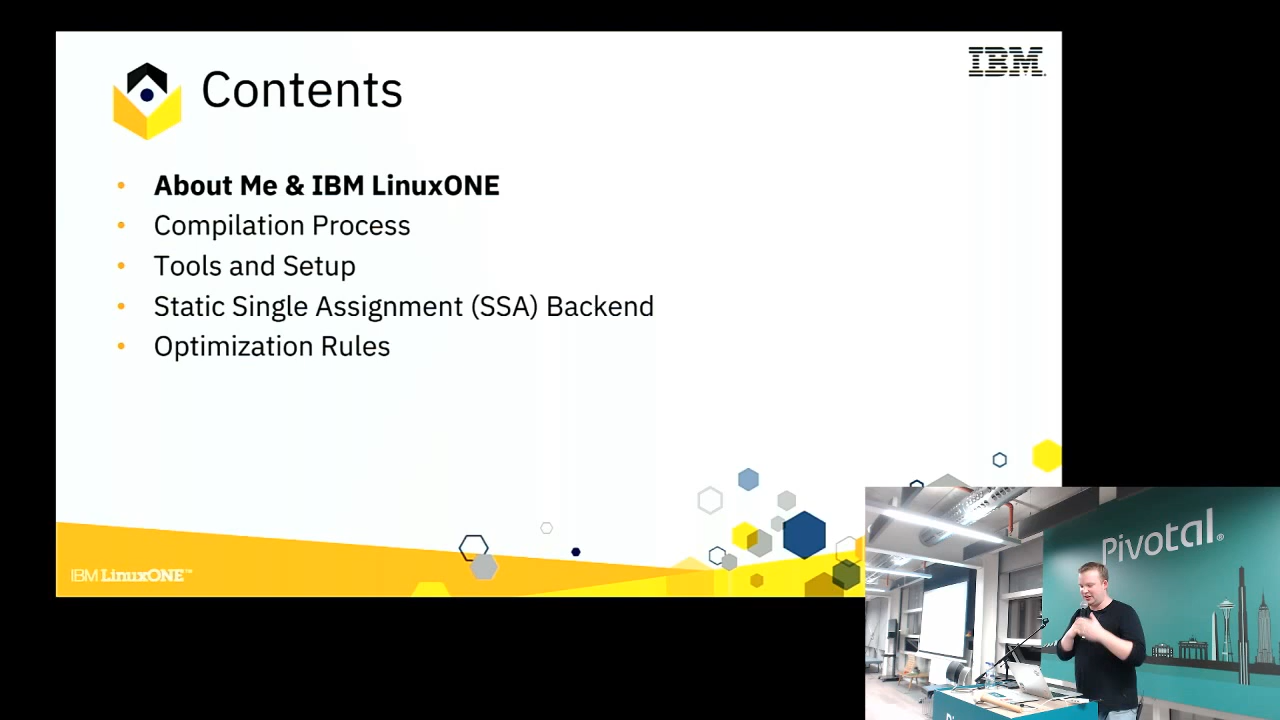 Contents
IBM
• About Me & IBM LinuxONE
• Compilation Process
• Tools and Setup
• Static Single Assignment (SSA) Backend
• Optimization Rules
IBM LinuxONE™
Pivotal®